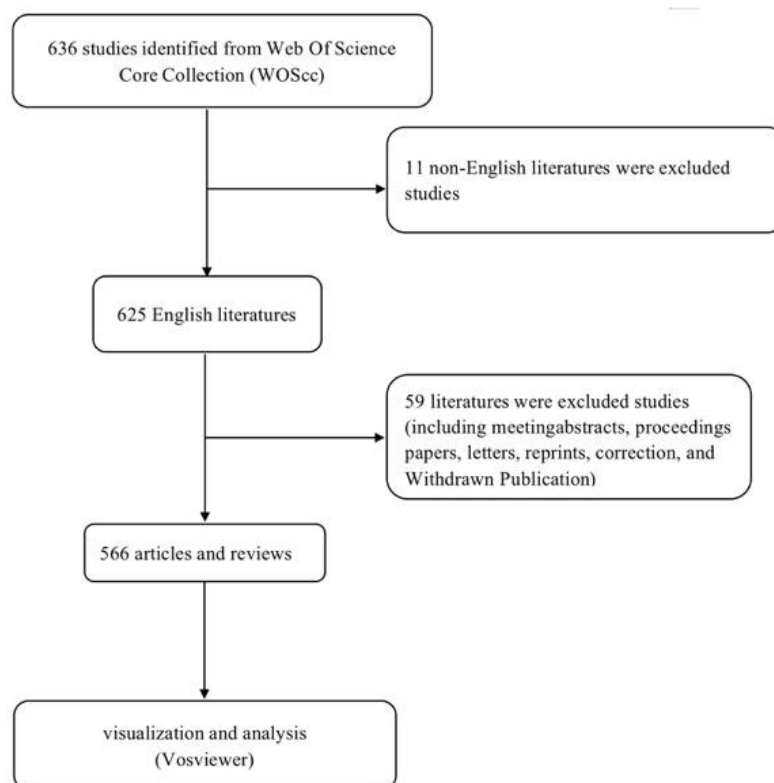 636 studies identified from Web Of Science
Core Collection (WOScc)
11 non-English literatures were excluded
studies
625 English literatures
59 literatures were excluded studies
(including meetingabstracts, proceedings
papers, letters, reprints, correction, and
Withdrawn Publication)
566 articles and reviews
visualization and analysis
(Vosviewer)